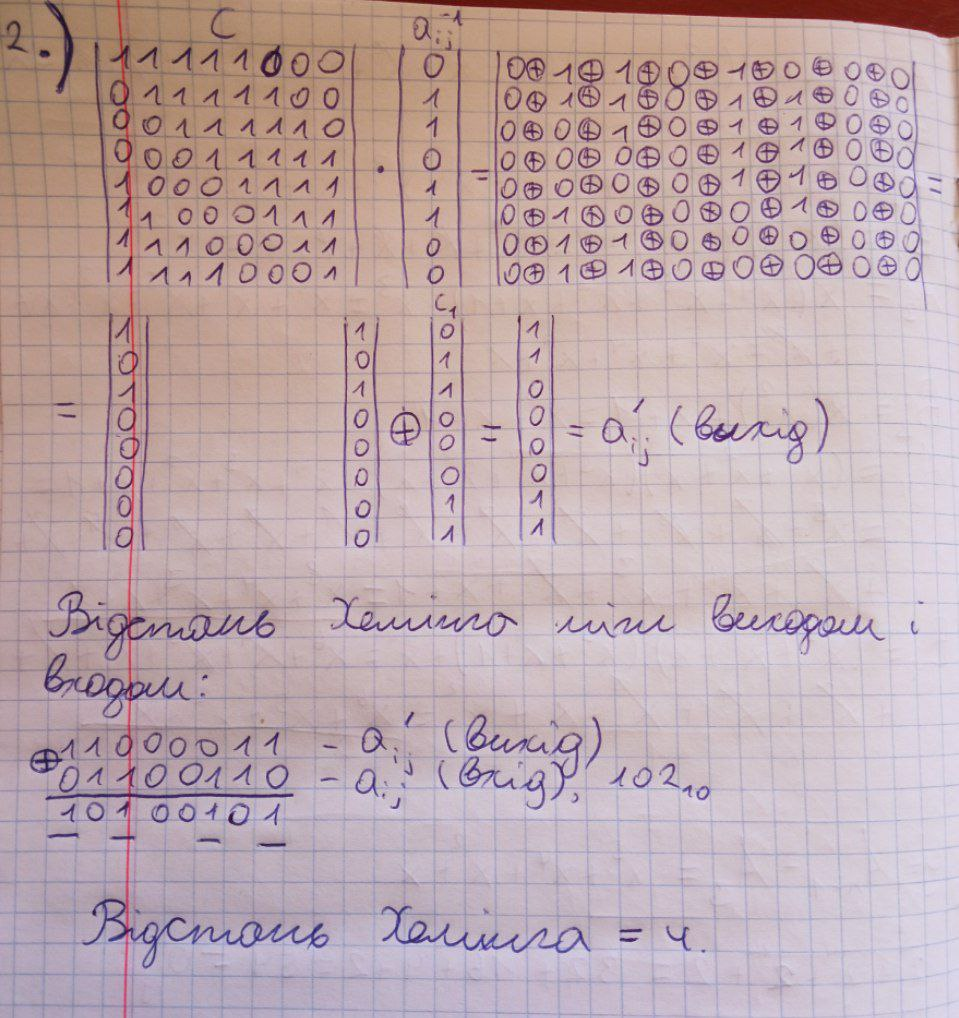 2.) C a_{ij}^{-1}
|11111000| |0| |0⊕1⊕1⊕0⊕1⊕0⊕0⊕0|
|01111100| |1| |0⊕1⊕1⊕0⊕1⊕1⊕0⊕0|
|00111110| |1| |0⊕0⊕1⊕0⊕1⊕1⊕0⊕0|
|00011111| · |0| = |0⊕0⊕0⊕0⊕1⊕1⊕0⊕0| =
|10001111| |1| |0⊕0⊕0⊕0⊕1⊕1⊕0⊕0|
|11000111| |1| |0⊕1⊕0⊕0⊕0⊕1⊕0⊕0|
|11100011| |0| |0⊕1⊕1⊕0⊕0⊕0⊕0⊕0|
|11110001| |0| |0⊕1⊕1⊕0⊕0⊕0⊕0⊕0|
C₁
|1| |1| |0| |1|
|0| |0| |1| |1|
|1| |1| |1| |0|
= |0| |0| ⊕ |0| = |0| = a'_{ij} (вихід)
|0| |0| |0| |0|
|0| |0| |0| |0|
|0| |0| |1| |1|
|0| |0| |1| |1|
Відстань Хемінга між виходом і
входом:
⊕11000011 - a'_{ij} (вихід)
01100110 - a_{ij} (вхід), 102₁₀
10100101
Відстань Хемінга = 4.